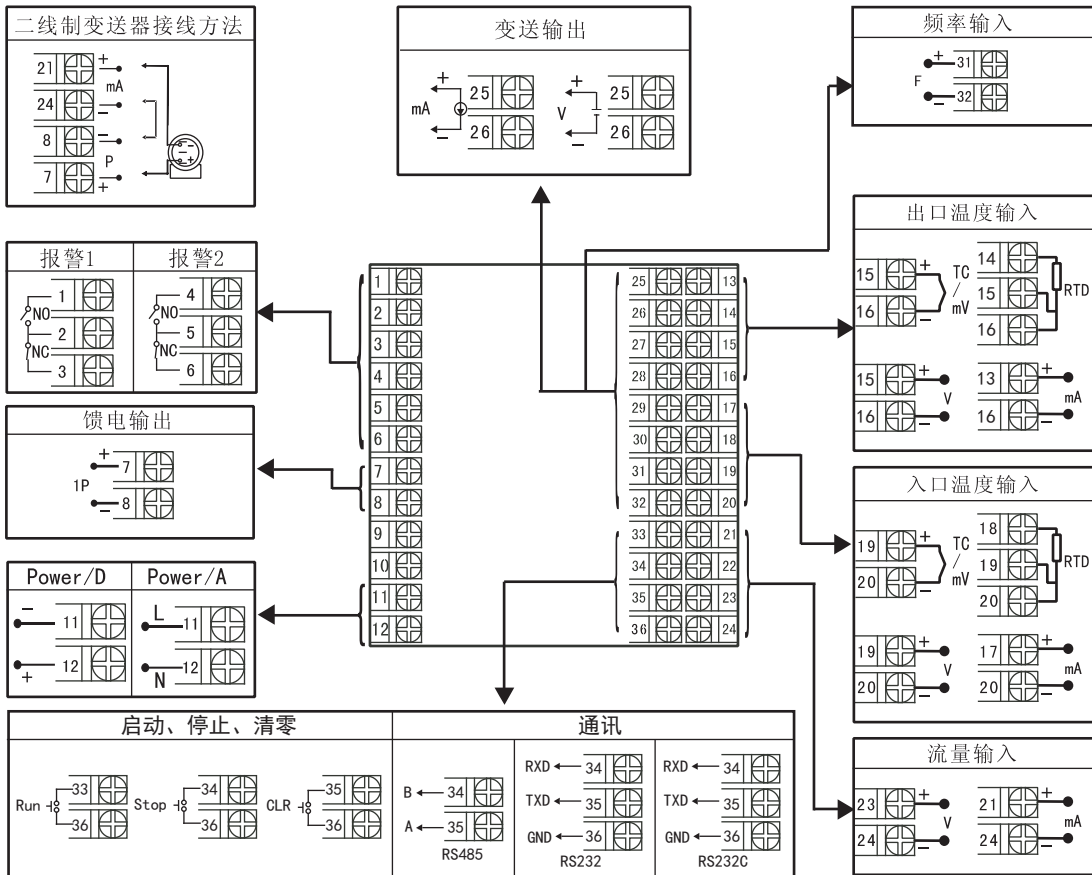 二线制变送器接线方法
21
+
mA
24
−
8
−
P
7
+
变送输出
+
mA
−
25
26
+
V
−
25
26
频率输入
F
+
31
−
32
报警1
报警2
1
NO
2
NC
3
4
NO
5
NC
6
馈电输出
+
7
1P
−
8
Power/D
Power/A
−
11
12
+
L
11
12
N
1
2
3
4
5
6
7
8
9
10
11
12
25 13
26 14
27 15
28 16
29 17
30 18
31 19
32 20
33 21
34 22
35 23
36 24
出口温度输入
15
+
TC
/
mV
16
−
14
15
RTD
16
15
+
V
16
−
13
+
mA
16
−
入口温度输入
19
+
TC
/
mV
20
−
18
19
RTD
20
19
+
V
20
−
17
+
mA
20
−
流量输入
23
+
V
24
−
21
+
mA
24
−
启动、停止、清零
Run
33
36
Stop
34
36
CLR
35
36
通讯
B
34
A
35
RS485
RXD
34
TXD
35
GND
36
RS232
RXD
34
TXD
35
GND
36
RS232C